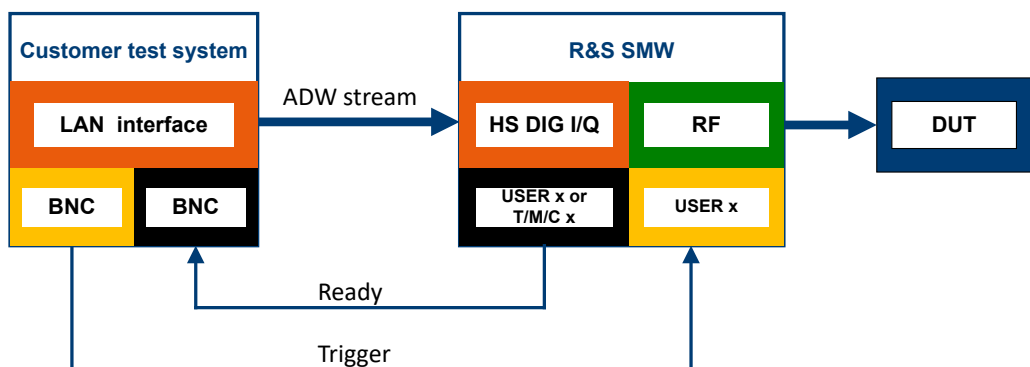 Customer test system
R&S SMW
ADW stream
LAN interface
HS DIG I/Q
RF
DUT
BNC
BNC
USER x or
T/M/C x
USER x
Ready
Trigger